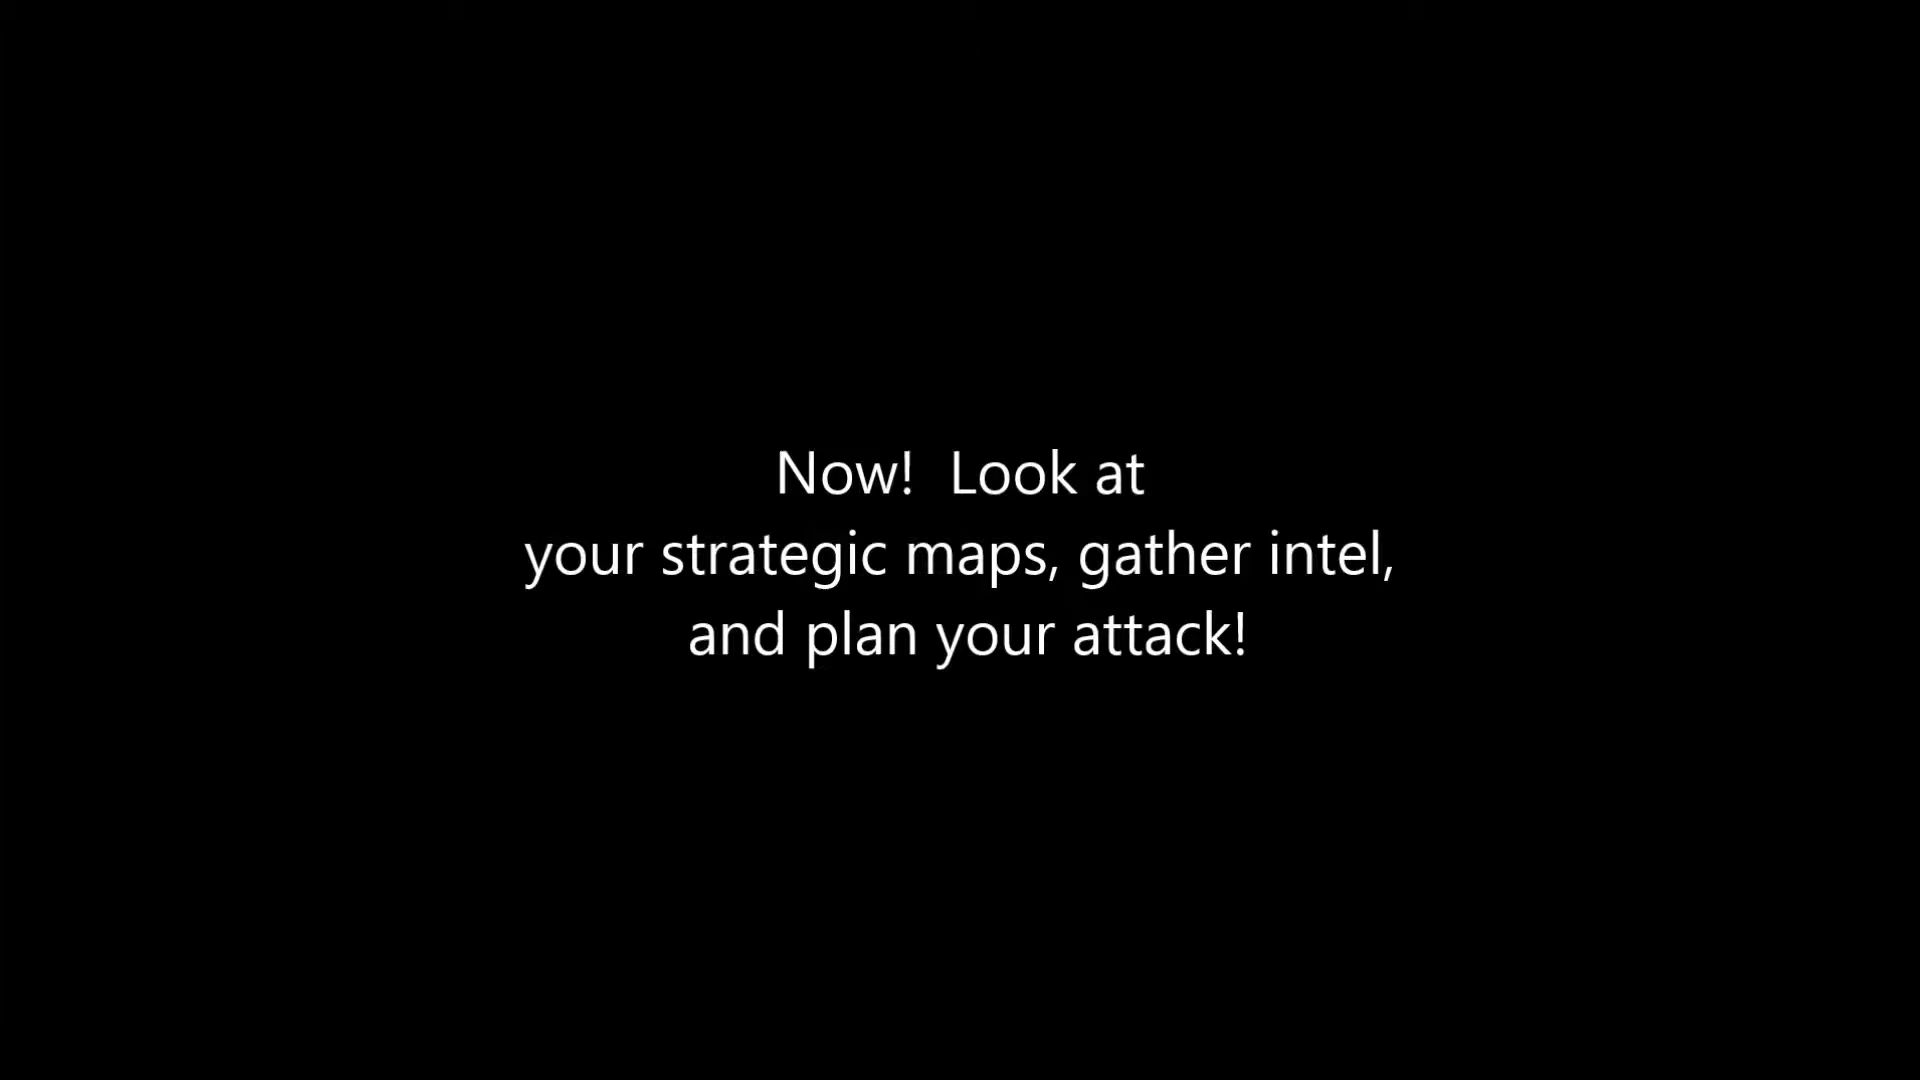 Now!  Look at
your strategic maps, gather intel,
and plan your attack!